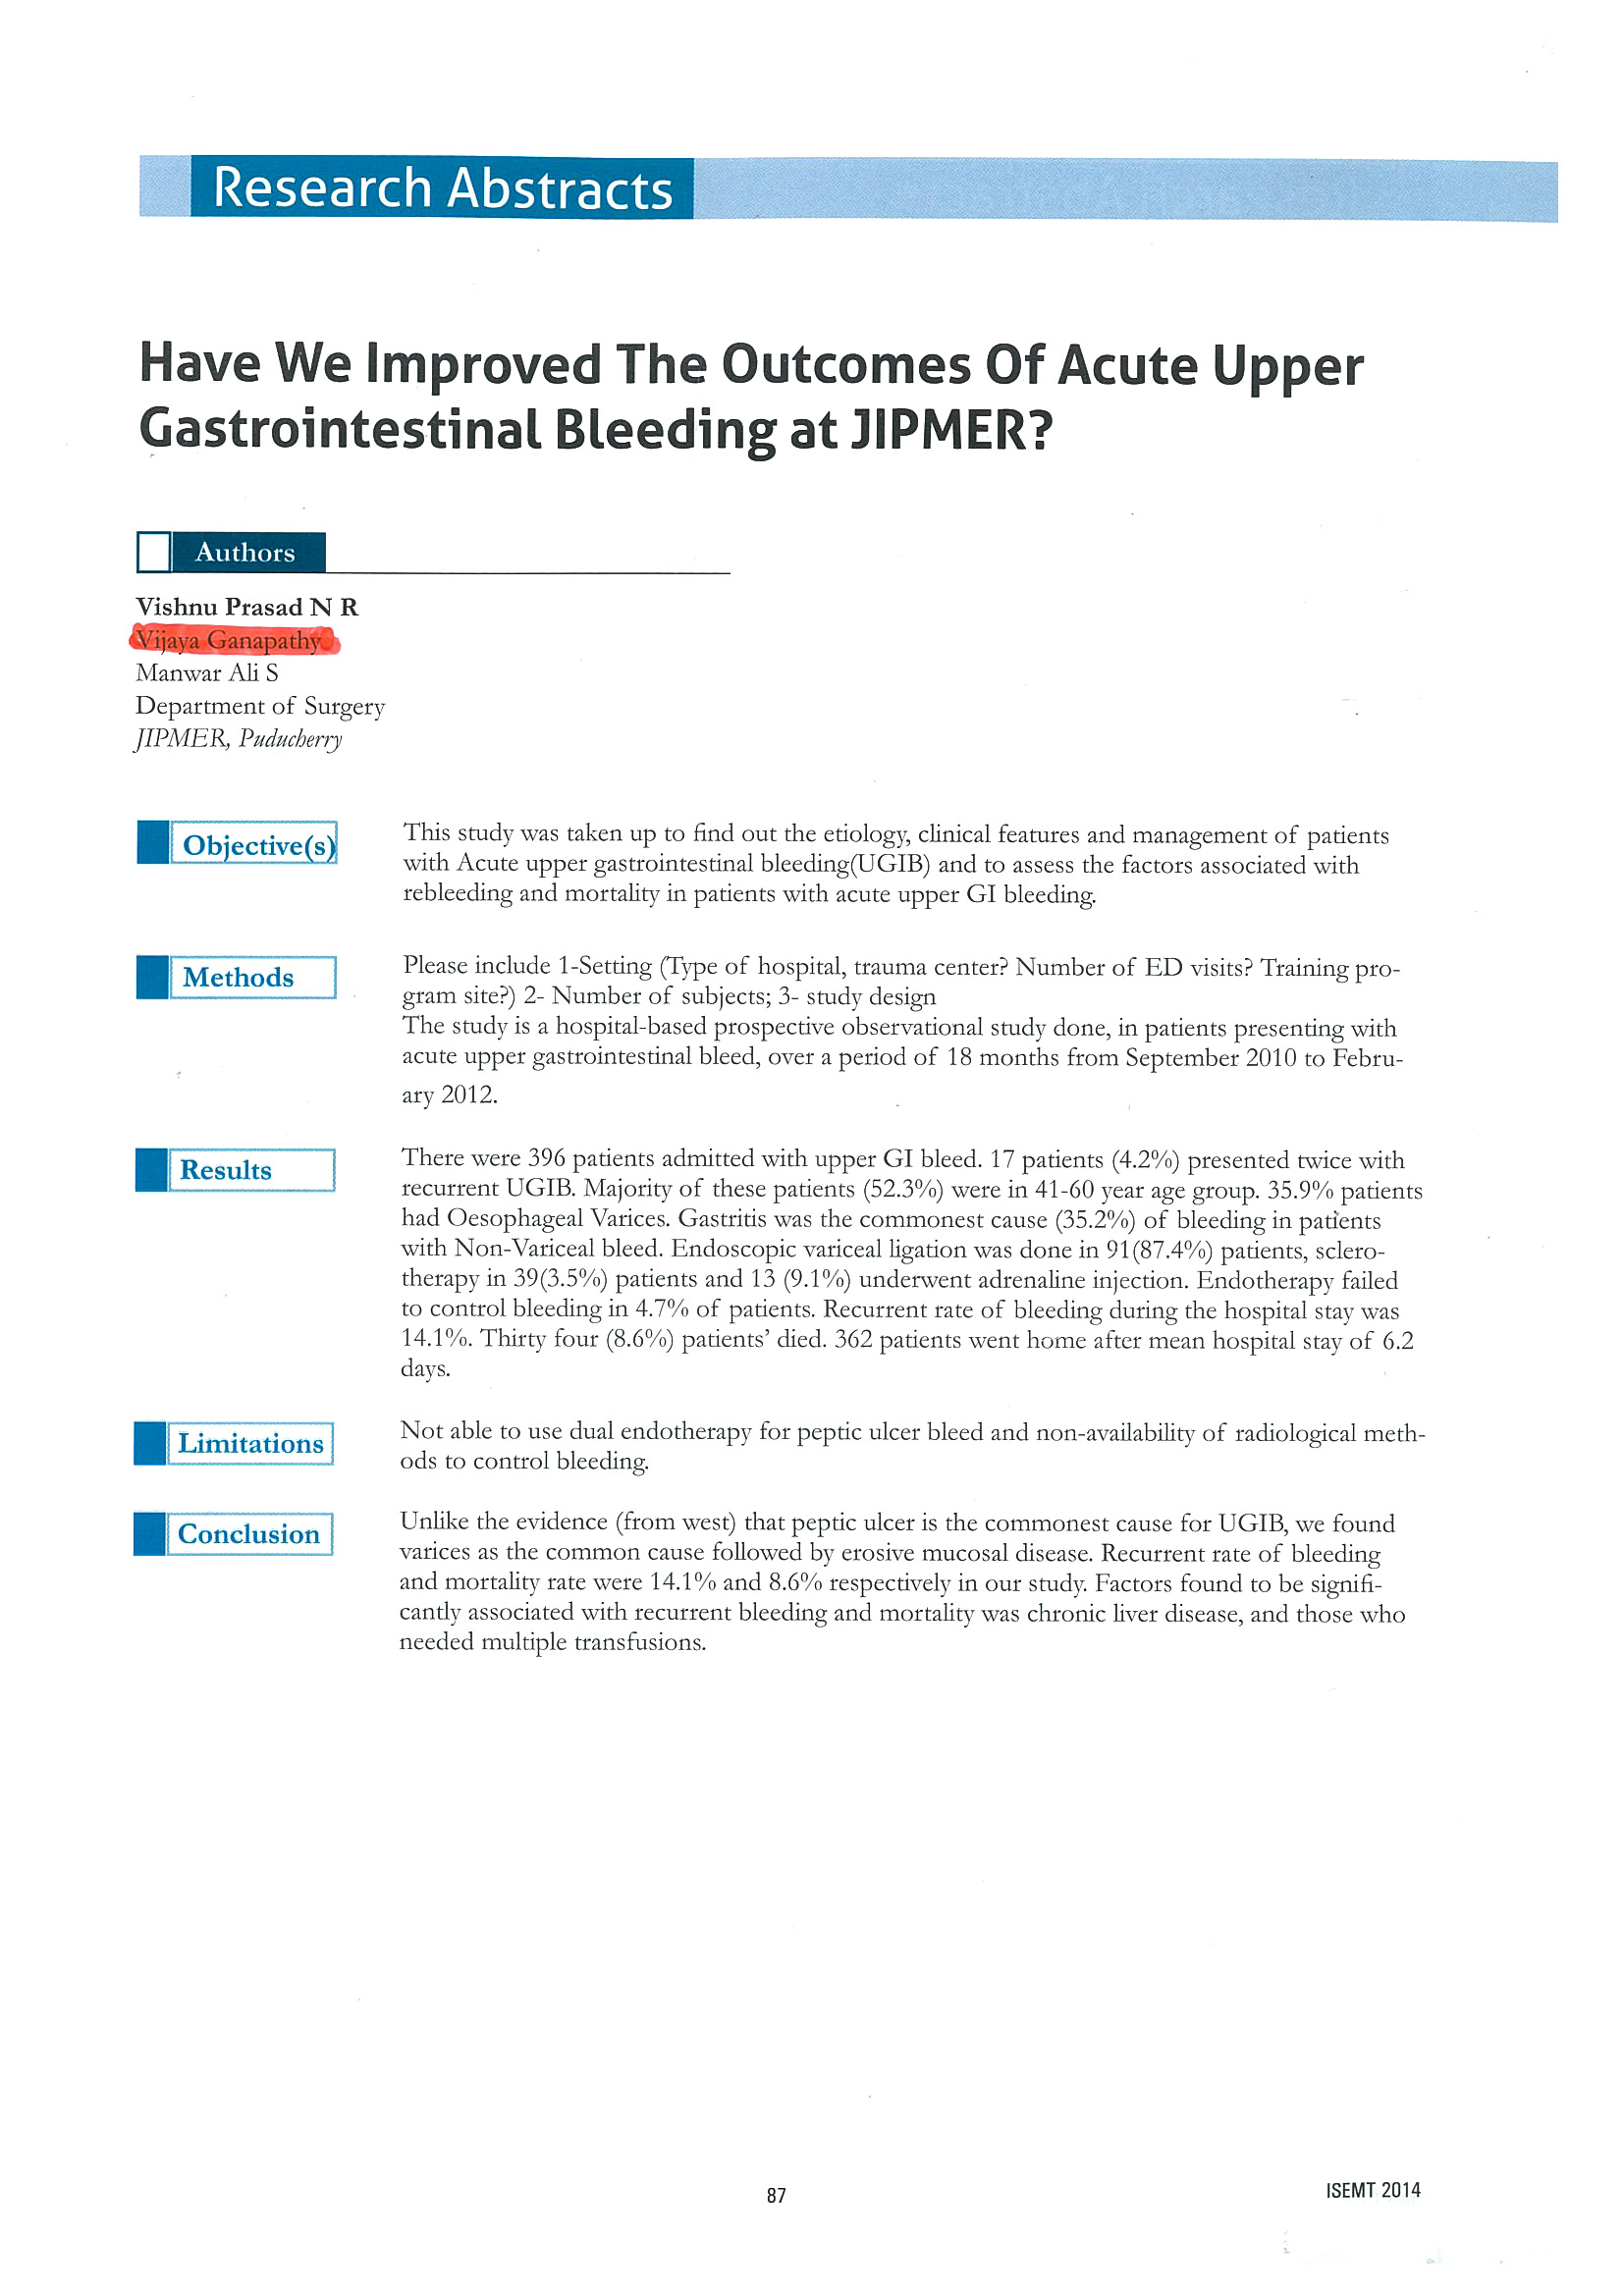 Research Abstracts
Have We Improved The Outcomes Of Acute Upper
Gastrointestinal Bleeding at JIPMER?
Authors
Vishnu Prasad N R
Vijaya Ganapathy
Manwar Ali S
Department of Surgery
JIPMER, Puducherry
Objective(s)
This study was taken up to find out the etiology, clinical features and management of patients
with Acute upper gastrointestinal bleeding(UGIB) and to assess the factors associated with
rebleeding and mortality in patients with acute upper GI bleeding.
Methods
Please include 1-Setting (Type of hospital, trauma center? Number of ED visits? Training pro-
gram site?) 2- Number of subjects; 3- study design
The study is a hospital-based prospective observational study done, in patients presenting with
acute upper gastrointestinal bleed, over a period of 18 months from September 2010 to Febru-
ary 2012.
Results
There were 396 patients admitted with upper GI bleed. 17 patients (4.2%) presented twice with
recurrent UGIB. Majority of these patients (52.3%) were in 41-60 year age group. 35.9% patients
had Oesophageal Varices. Gastritis was the commonest cause (35.2%) of bleeding in patients
with Non-Variceal bleed. Endoscopic variceal ligation was done in 91(87.4%) patients, sclero-
therapy in 39(3.5%) patients and 13 (9.1%) underwent adrenaline injection. Endotherapy failed
to control bleeding in 4.7% of patients. Recurrent rate of bleeding during the hospital stay was
14.1%. Thirty four (8.6%) patients' died. 362 patients went home after mean hospital stay of 6.2
days.
Limitations
Not able to use dual endotherapy for peptic ulcer bleed and non-availability of radiological meth-
ods to control bleeding.
Conclusion
Unlike the evidence (from west) that peptic ulcer is the commonest cause for UGIB, we found
varices as the common cause followed by erosive mucosal disease. Recurrent rate of bleeding
and mortality rate were 14.1% and 8.6% respectively in our study. Factors found to be signifi-
cantly associated with recurrent bleeding and mortality was chronic liver disease, and those who
needed multiple transfusions.
87
ISEMT 2014